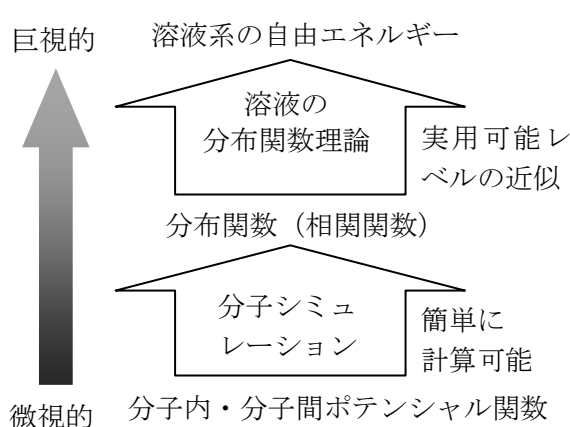 巨視的
溶液系の自由エネルギー
溶液の
分布関数理論
実用可能レ
ベルの近似
分布関数（相関関数）
分子シミュ
レーション
簡単に
計算可能
微視的
分子内・分子間ポテンシャル関数